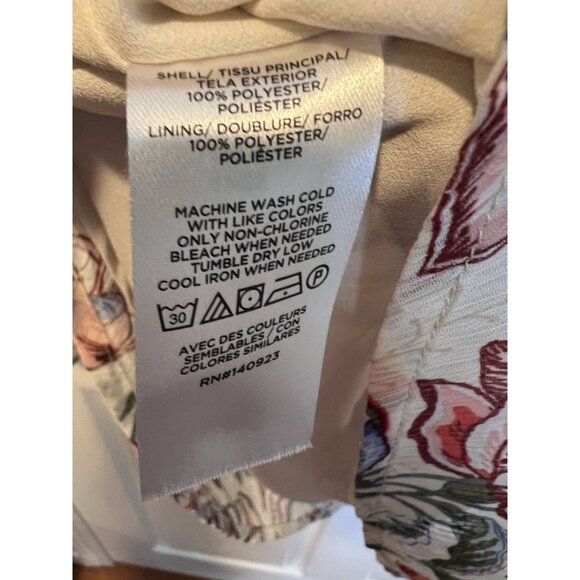 SHELL/ TISSU PRINCIPAL/
TELA EXTERIOR
100% POLYESTER/
POLIÉSTER
LINING/ DOUBLURE/ FORRO
100% POLYESTER/
POLIÉSTER
MACHINE WASH COLD
WITH LIKE COLORS
ONLY NON-CHLORINE
BLEACH WHEN NEEDED
TUMBLE DRY LOW
COOL IRON WHEN NEEDED
30 P
AVEC DES COULEURS
SEMBLABLES / CON
COLORES SIMILARES
RN#140923